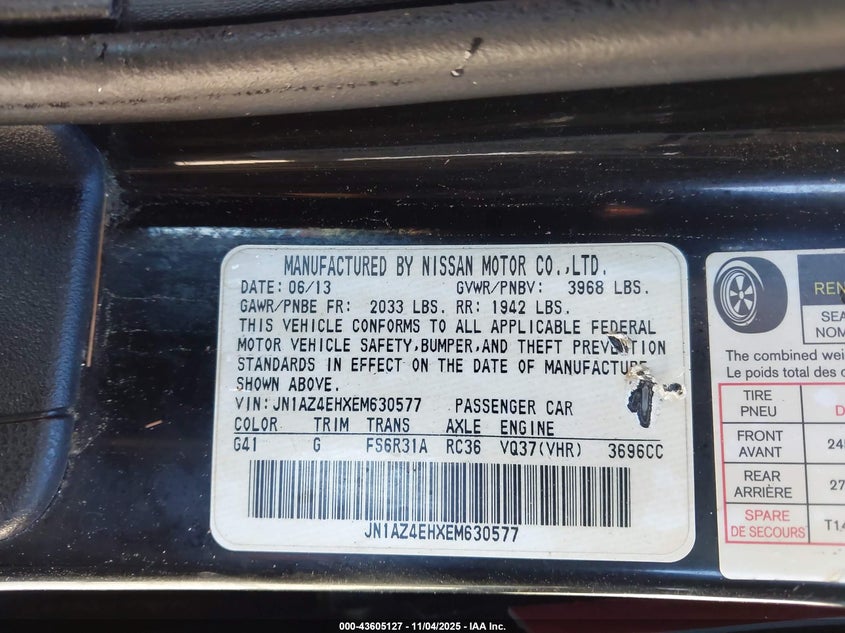 MANUFACTURED BY NISSAN MOTOR CO.,LTD.
DATE: 06/13 GVWR/PNBV: 3968 LBS.
GAWR/PNBE FR: 2033 LBS. RR: 1942 LBS.
THIS VEHICLE CONFORMS TO ALL APPLICABLE FEDERAL
MOTOR VEHICLE SAFETY,BUMPER,AND THEFT PREVENTION
STANDARDS IN EFFECT ON THE DATE OF MANUFACTURE
SHOWN ABOVE.
VIN: JN1AZ4EHXEM630577 PASSENGER CAR
COLOR TRIM TRANS AXLE ENGINE
G41 G FS6R31A RC36 VQ37(VHR) 3696CC
JN1AZ4EHXEM630577
The combined
Le poids total des
TIRE
PNEU
FRONT
AVANT
REAR
ARRIÈRE
SPARE
DE SECOURS
000-43605127 - 11/04/2025 - IAA Inc.